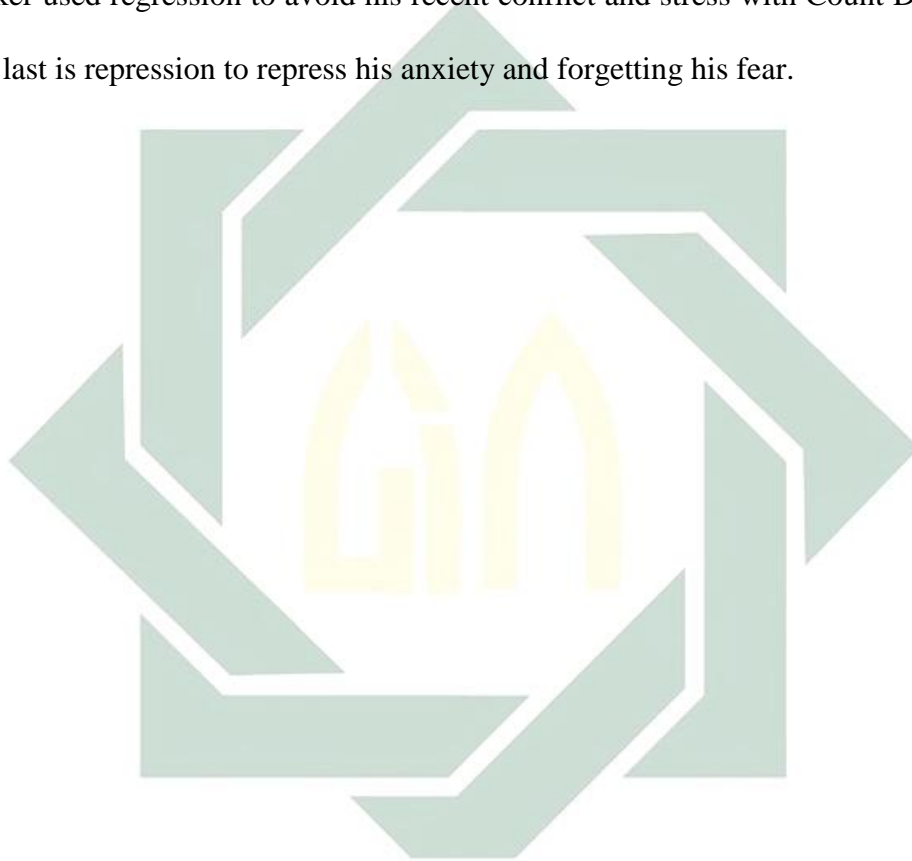 ker used regression to avoid his recent conflict and stress with Count D
last is repression to repress his anxiety and forgetting his fear.